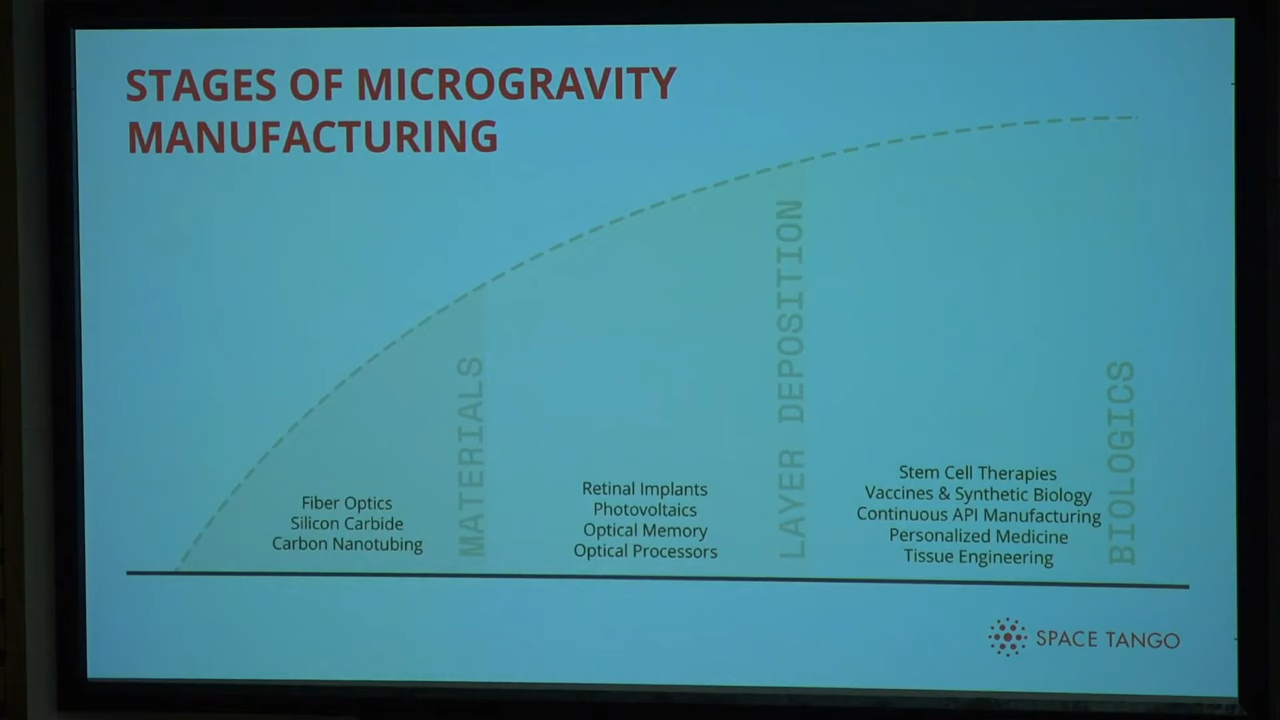 STAGES OF MICROGRAVITY
MANUFACTURING
Fiber Optics
Silicon Carbide
Carbon Nanotubing
MATERIALS
Retinal Implants
Photovoltaics
Optical Memory
Optical Processors
LAYER DEPOSITION
Stem Cell Therapies
Vaccines & Synthetic Biology
Continuous API Manufacturing
Personalized Medicine
Tissue Engineering
BIOLOGICS
SPACE TANGO